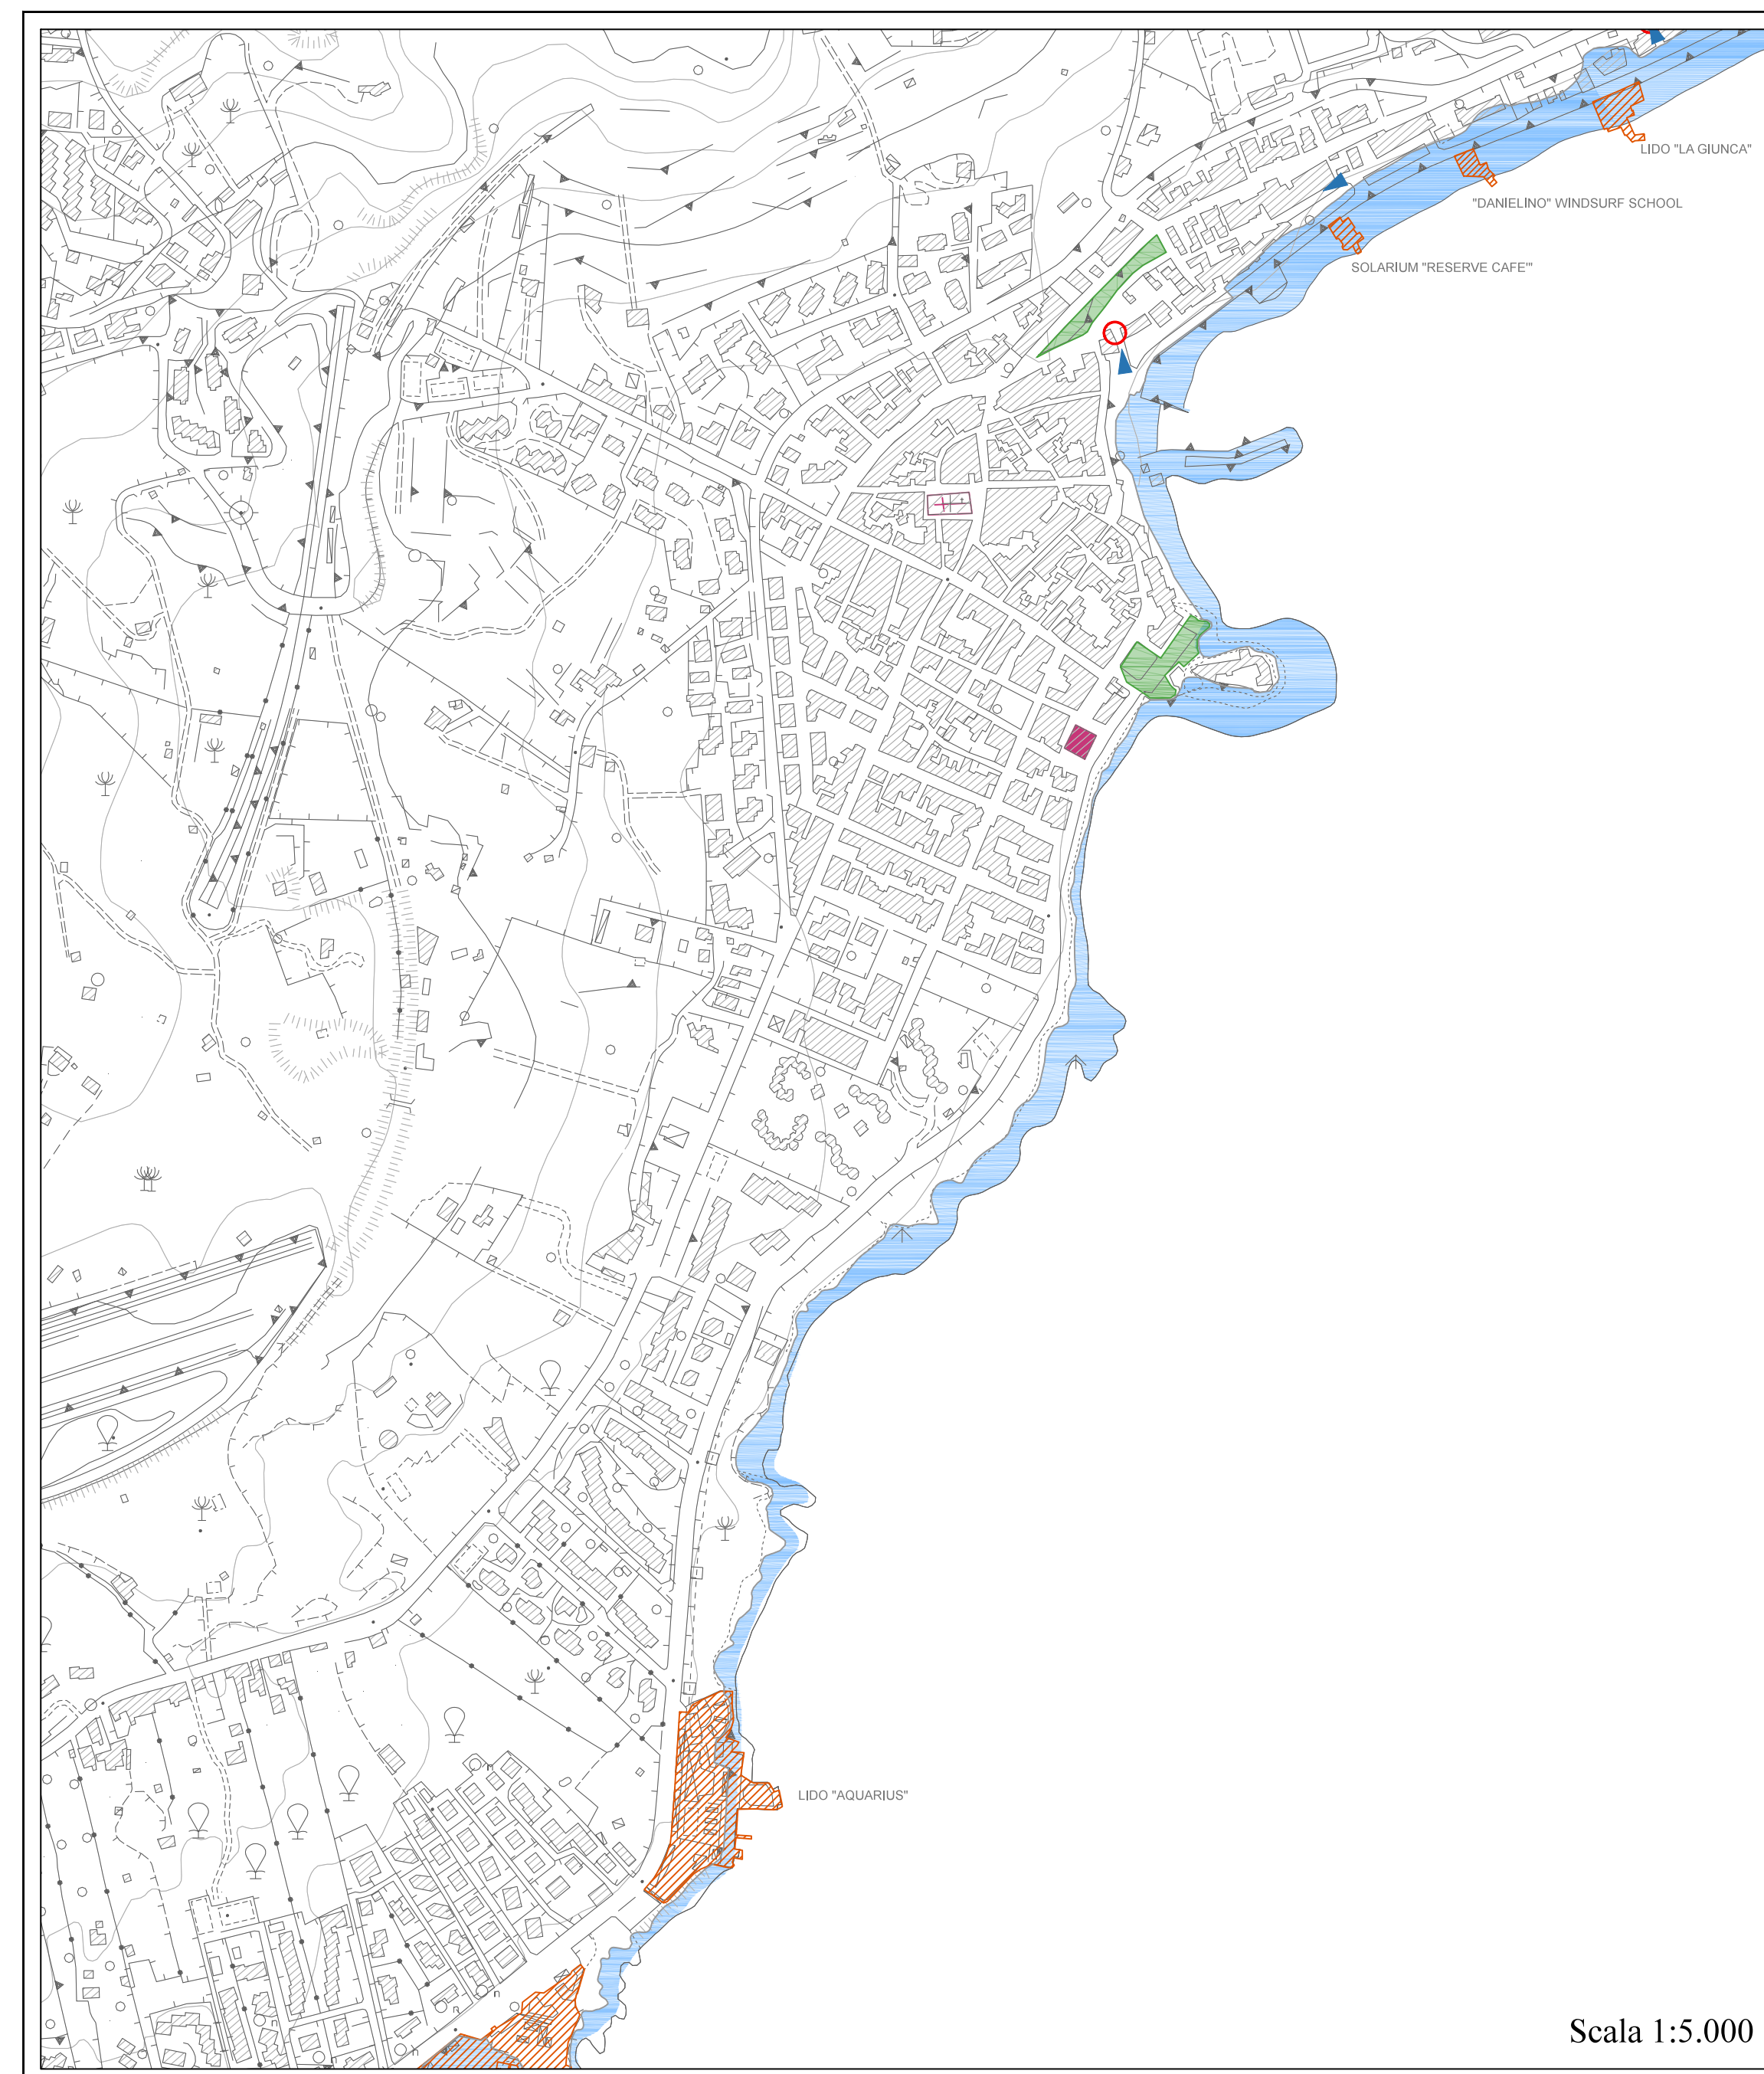 LIDO "LA GIUNCA"
"DANIELINO" WINDSURF SCHOOL
SOLARIUM "RESERVE CAFE'"
LIDO "AQUARIUS"
Scala 1:5.000